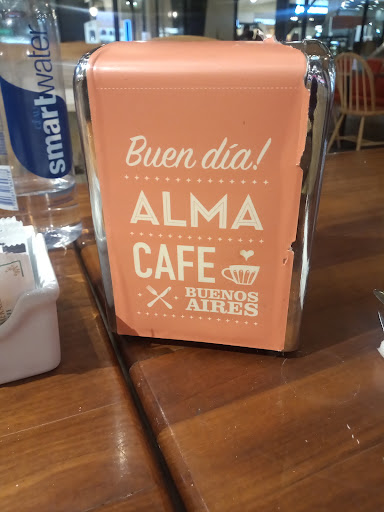 Buen día!
ALMA
CAFE
BUENOS
AIRES
smartwater